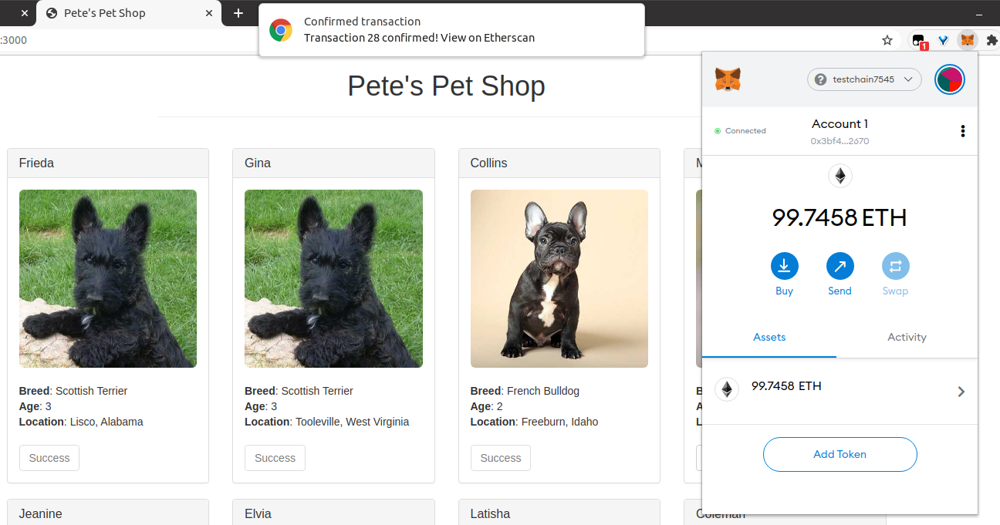 Pete's Pet Shop
Confirmed transaction
Transaction 28 confirmed! View on Etherscan
:3000
1
Pete's Pet Shop
testchain7545
Connected
Account 1
0x3bf4...2670
99.7458 ETH
Buy
Send
Swap
Assets
Activity
99.7458 ETH
Add Token
Frieda
Breed: Scottish Terrier
Age: 3
Location: Lisco, Alabama
Success
Gina
Breed: Scottish Terrier
Age: 3
Location: Tooleville, West Virginia
Success
Collins
Breed: French Bulldog
Age: 2
Location: Freeburn, Idaho
Success
Jeanine
Elvia
Latisha
Coleman